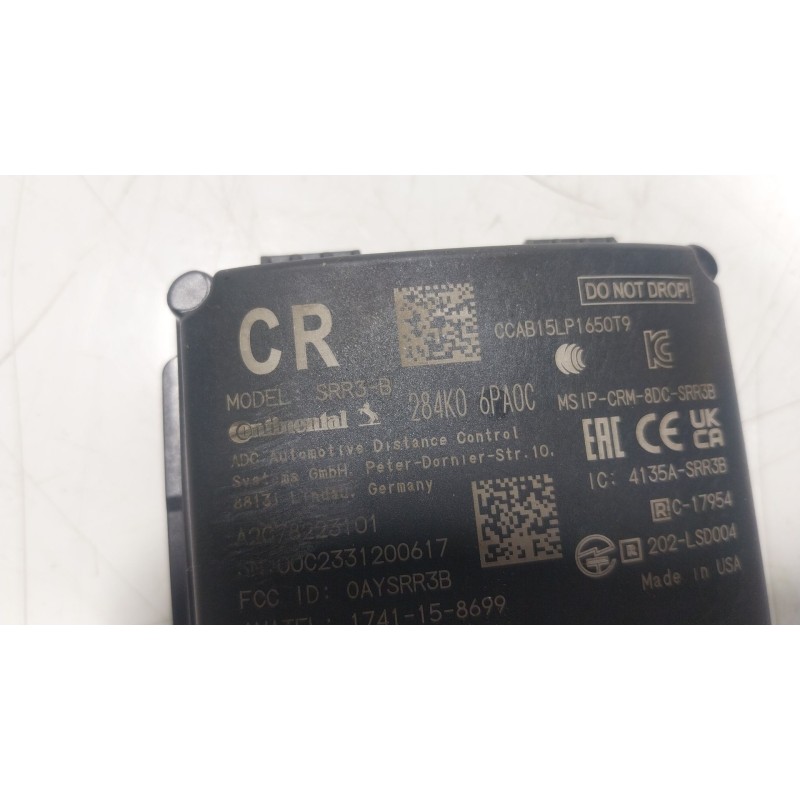 CR
DO NOT DROP!
CCAB15LP1650T9
MODEL: SRR3-B
284K0 6PA0C
MSIP-CRM-8DC-SRR3B
Continental
EAC CE UKCA
ADC Automotive Distance Control
Systems GmbH. Peter-Dornier-Str.10.
88131 Lindau. Germany
IC: 4135A-SRR3B
R C-17954
A2C78223101
00C2331200617
R 202-LSD004
FCC ID: OAYSRR3B
Made in USA
1741-15-8699